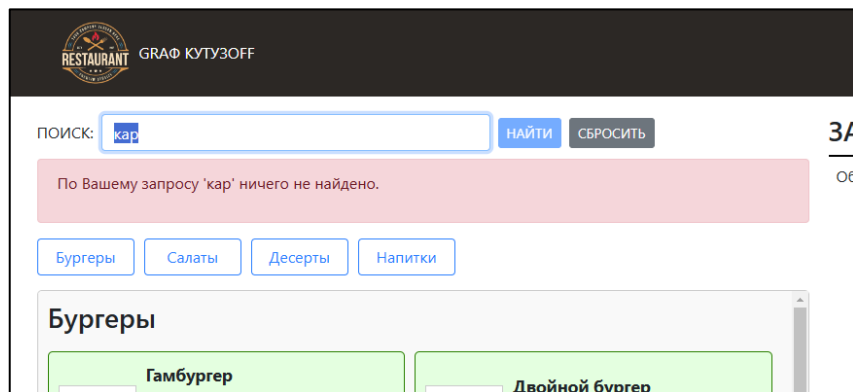 RESTAURANT
GRAФ КУТУЗOFF
ПОИСК: кар НАЙТИ СБРОСИТЬ
ЗА
Об
По Вашему запросу 'кар' ничего не найдено.
Бургеры Салаты Десерты Напитки
Бургеры
Гамбургер
Двойной бургер